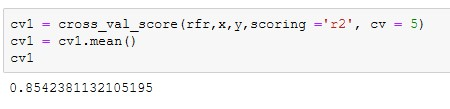 cv1 = cross_val_score(rfr,x,y,scoring ='r2', cv = 5)
cv1 = cv1.mean()
cv1
0.8542381132105195